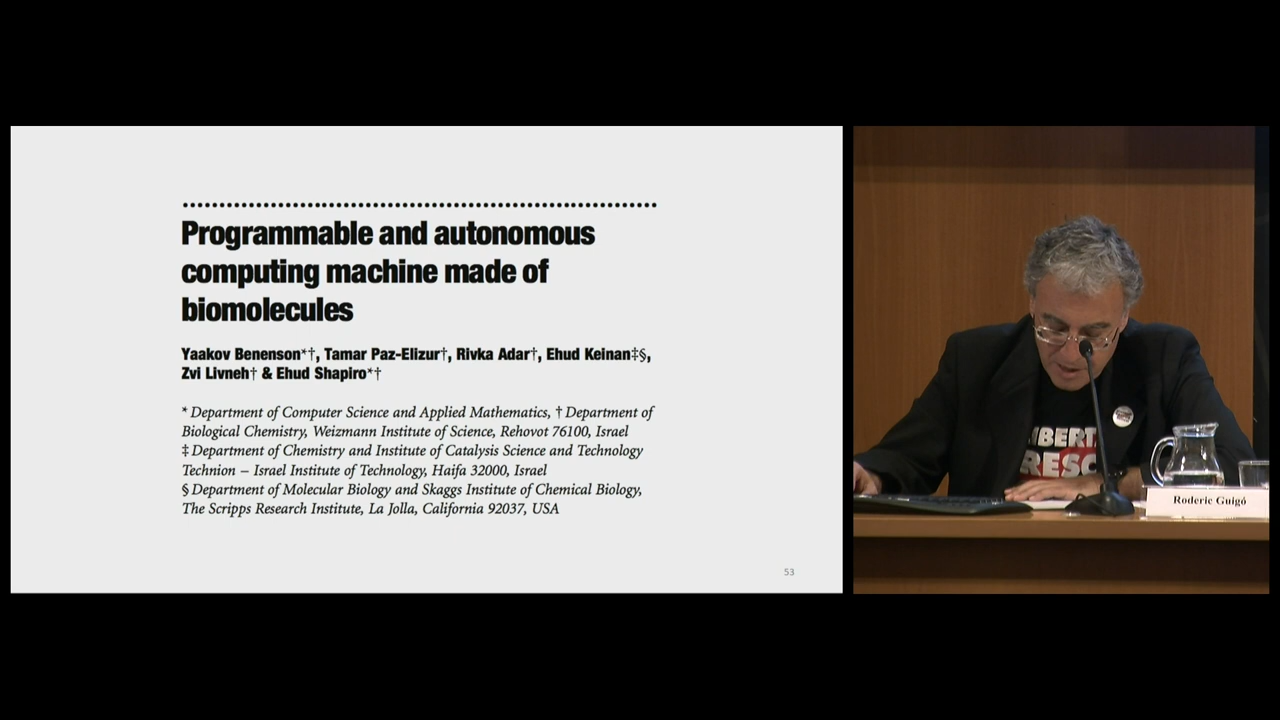 Programmable and autonomous
computing machine made of
biomolecules
Yaakov Benenson*†, Tamar Paz-Elizur†, Rivka Adar†, Ehud Keinan‡§,
Zvi Livneh† & Ehud Shapiro*†
* Department of Computer Science and Applied Mathematics, † Department of
Biological Chemistry, Weizmann Institute of Science, Rehovot 76100, Israel
‡ Department of Chemistry and Institute of Catalysis Science and Technology
Technion – Israel Institute of Technology, Haifa 32000, Israel
§ Department of Molecular Biology and Skaggs Institute of Chemical Biology,
The Scripps Research Institute, La Jolla, California 92037, USA
53
Roderic Guigó